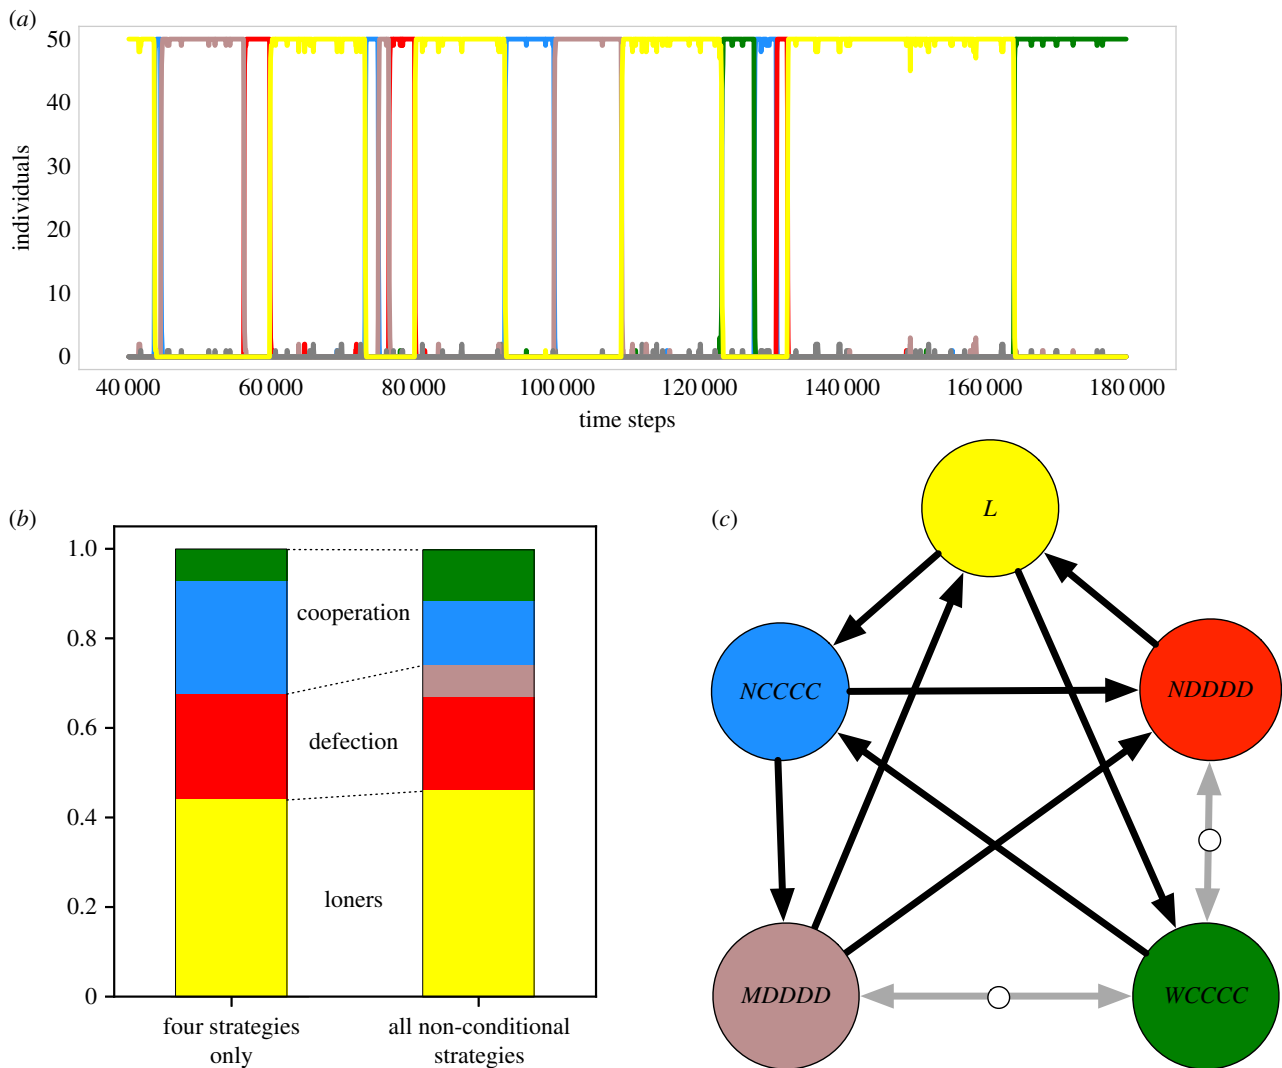 (a)
individuals
50
40
30
20
10
0
40 000 60 000 80 000 100 000 120 000 140 000 160 000 180 000
time steps
(b)
1.0
0.8
0.6
0.4
0.2
0
cooperation
defection
loners
four strategies
only
all non-conditional
strategies
(c)
L
NCCCC
NDDDD
MDDDD
WCCCC